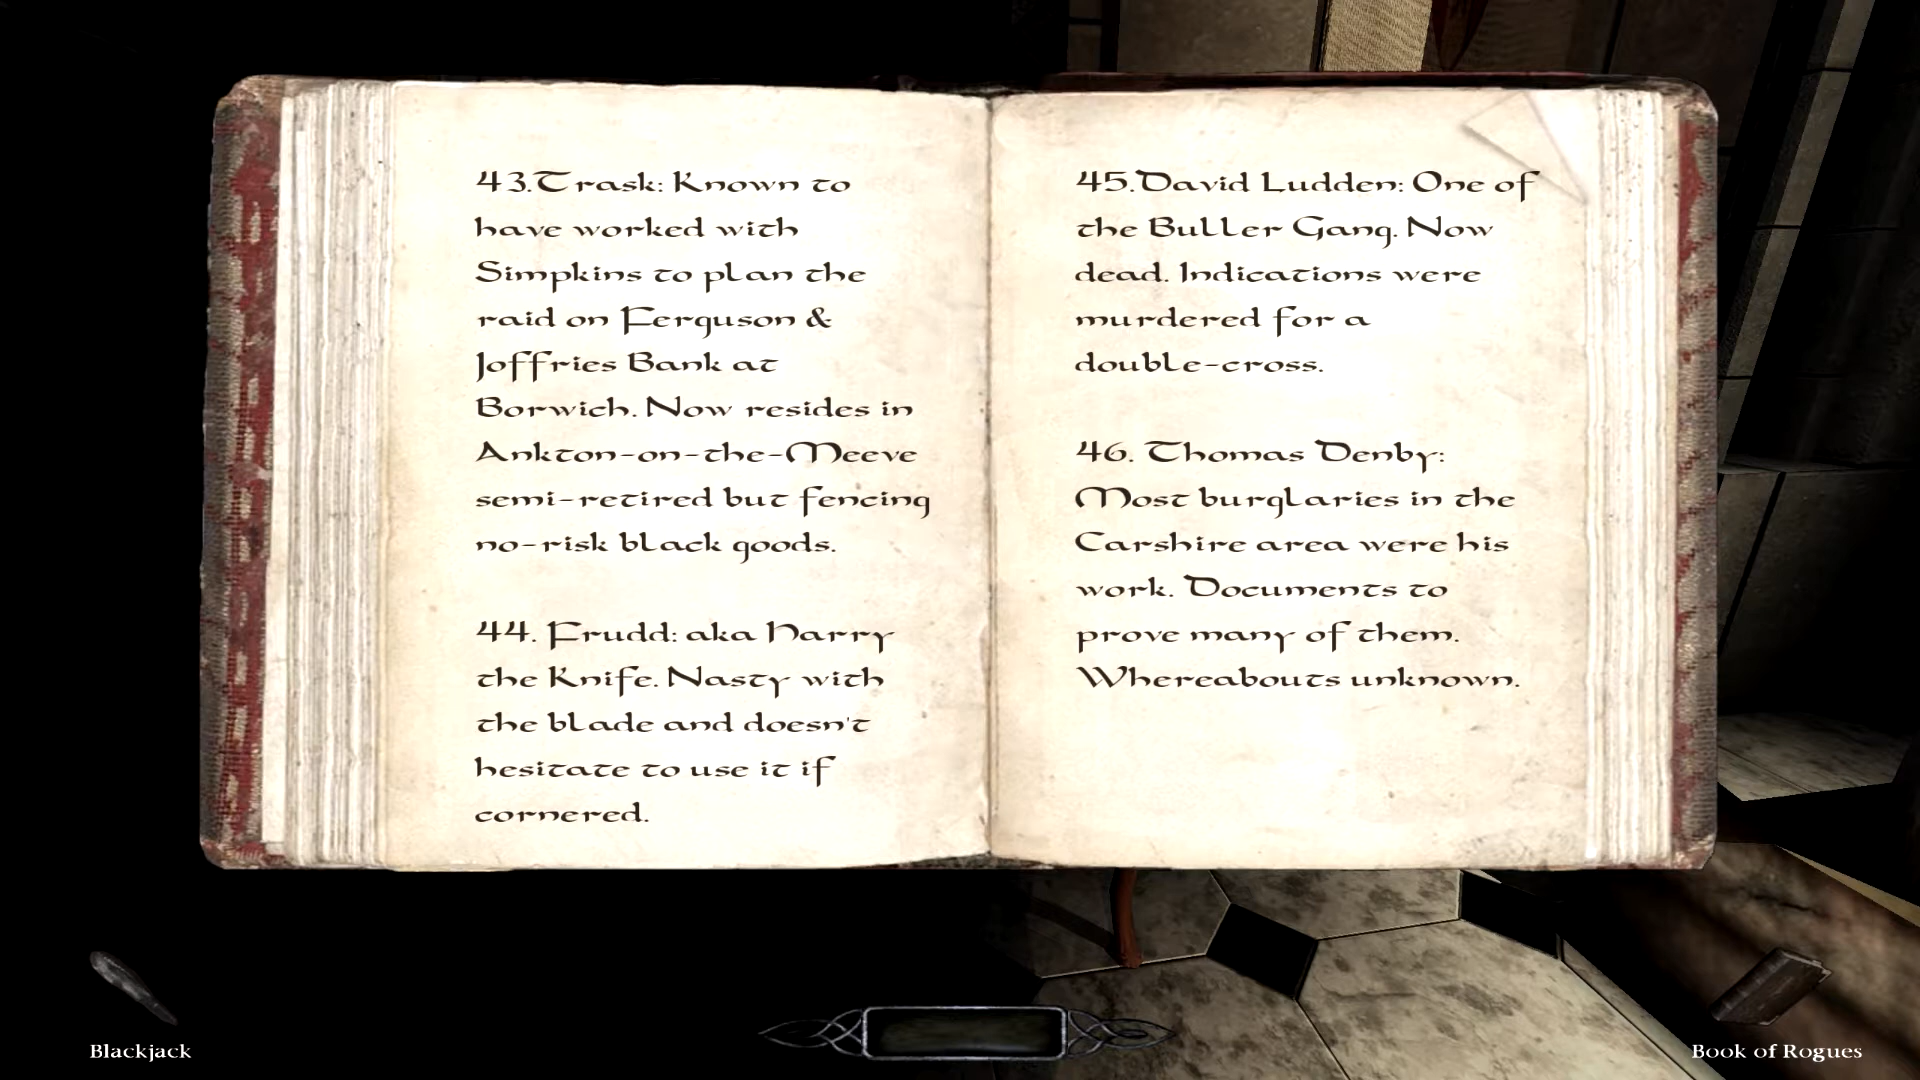 43.Trask: Known to
have worked with
Simpkins to plan the
raid on Ferguson &
Joffries Bank at
Borwich. Now resides in
Ankton-on-the-Meeve
semi-retired but fencing
no-risk black goods.
44. Frudd: aka Harry
the Knife. Nasty with
the blade and doesn't
hesitate to use it if
cornered.
45.David Ludden: One of
the Buller Gang. Now
dead. Indications were
murdered for a
double-cross.
46. Thomas Denby:
Most burglaries in the
Carshire area were his
work. Documents to
prove many of them.
Whereabouts unknown.
Blackjack
Book of Rogues